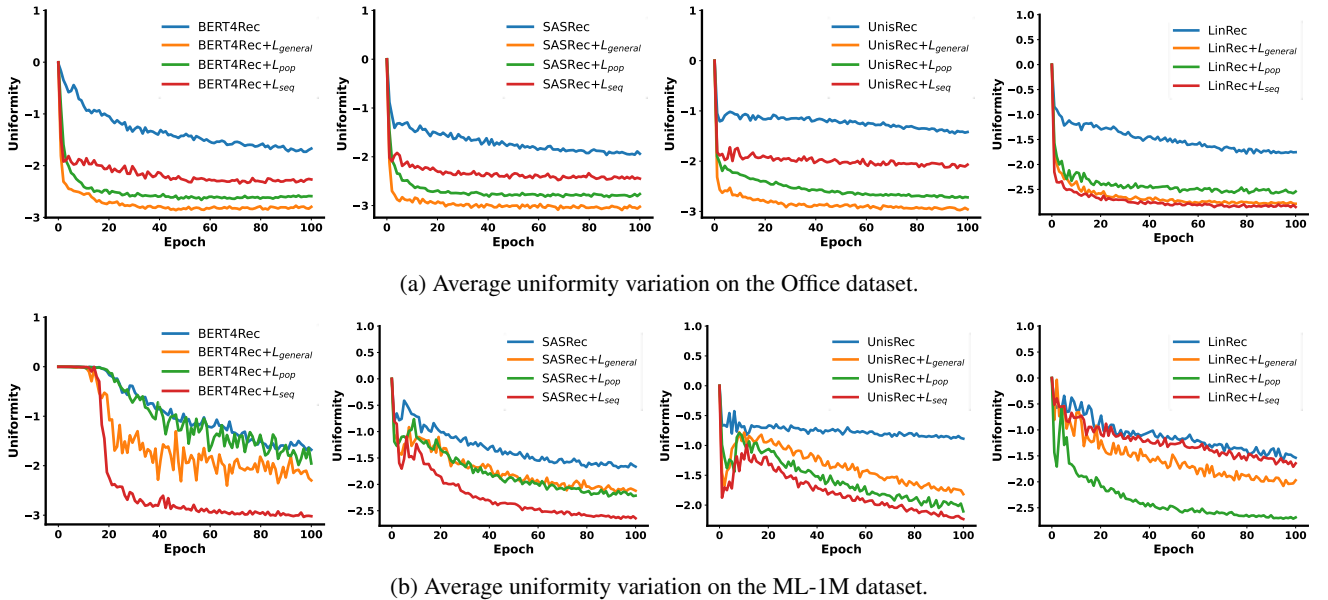 1
0
−1
−2
−3
Uniformity
0 20 40 60 80 100
Epoch
BERT4Rec
BERT4Rec+L_general
BERT4Rec+L_pop
BERT4Rec+L_seq
1
0
−1
−2
−3
Uniformity
0 20 40 60 80 100
Epoch
SASRec
SASRec+L_general
SASRec+L_pop
SASRec+L_seq
1
0
−1
−2
−3
Uniformity
0 20 40 60 80 100
Epoch
UnisRec
UnisRec+L_general
UnisRec+L_pop
UnisRec+L_seq
1.0
0.5
0.0
−0.5
−1.0
−1.5
−2.0
−2.5
Uniformity
0 20 40 60 80 100
Epoch
LinRec
LinRec+L_general
LinRec+L_pop
LinRec+L_seq
(a) Average uniformity variation on the Office dataset.
1
0
−1
−2
−3
Uniformity
0 20 40 60 80 100
Epoch
BERT4Rec
BERT4Rec+L_general
BERT4Rec+L_pop
BERT4Rec+L_seq
1.0
0.5
0.0
−0.5
−1.0
−1.5
−2.0
−2.5
Uniformity
0 20 40 60 80 100
Epoch
SASRec
SASRec+L_general
SASRec+L_pop
SASRec+L_seq
1.0
0.5
0.0
−0.5
−1.0
−1.5
−2.0
Uniformity
0 20 40 60 80 100
Epoch
UnisRec
UnisRec+L_general
UnisRec+L_pop
UnisRec+L_seq
1.0
0.5
0.0
−0.5
−1.0
−1.5
−2.0
−2.5
Uniformity
0 20 40 60 80 100
Epoch
LinRec
LinRec+L_general
LinRec+L_pop
LinRec+L_seq
(b) Average uniformity variation on the ML-1M dataset.